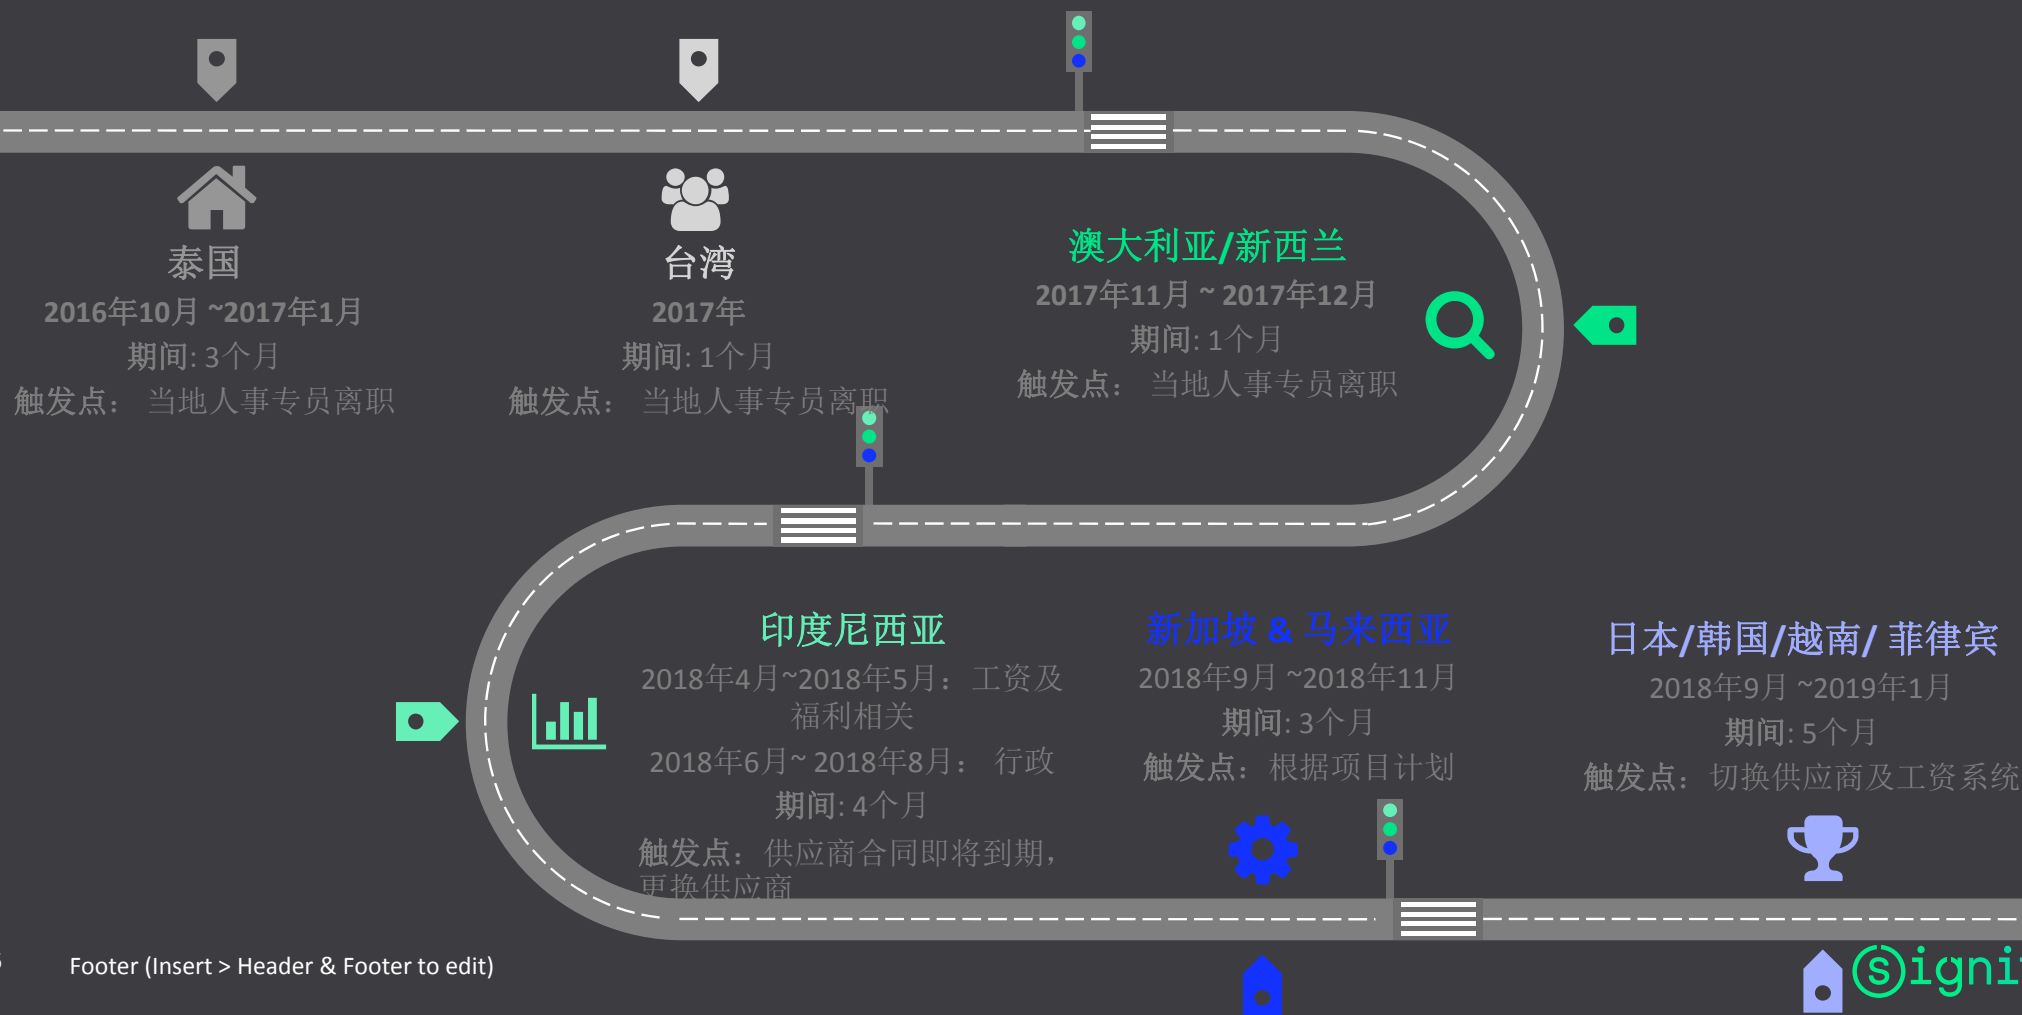 泰国
2016年10月 ~2017年1月
期间: 3个月
触发点： 当地人事专员离职
台湾
2017年
期间: 1个月
触发点： 当地人事专员离职
澳大利亚/新西兰
2017年11月 ~ 2017年12月
期间: 1个月
触发点： 当地人事专员离职
印度尼西亚
2018年4月~2018年5月：工资及
福利相关
2018年6月~ 2018年8月： 行政
期间: 4个月
触发点：供应商合同即将到期，
更换供应商
新加坡 & 马来西亚
2018年9月 ~2018年11月
期间: 3个月
触发点：根据项目计划
日本/韩国/越南/ 菲律宾
2018年9月 ~2019年1月
期间: 5个月
触发点：切换供应商及工资系统
Footer (Insert > Header & Footer to edit)
signi